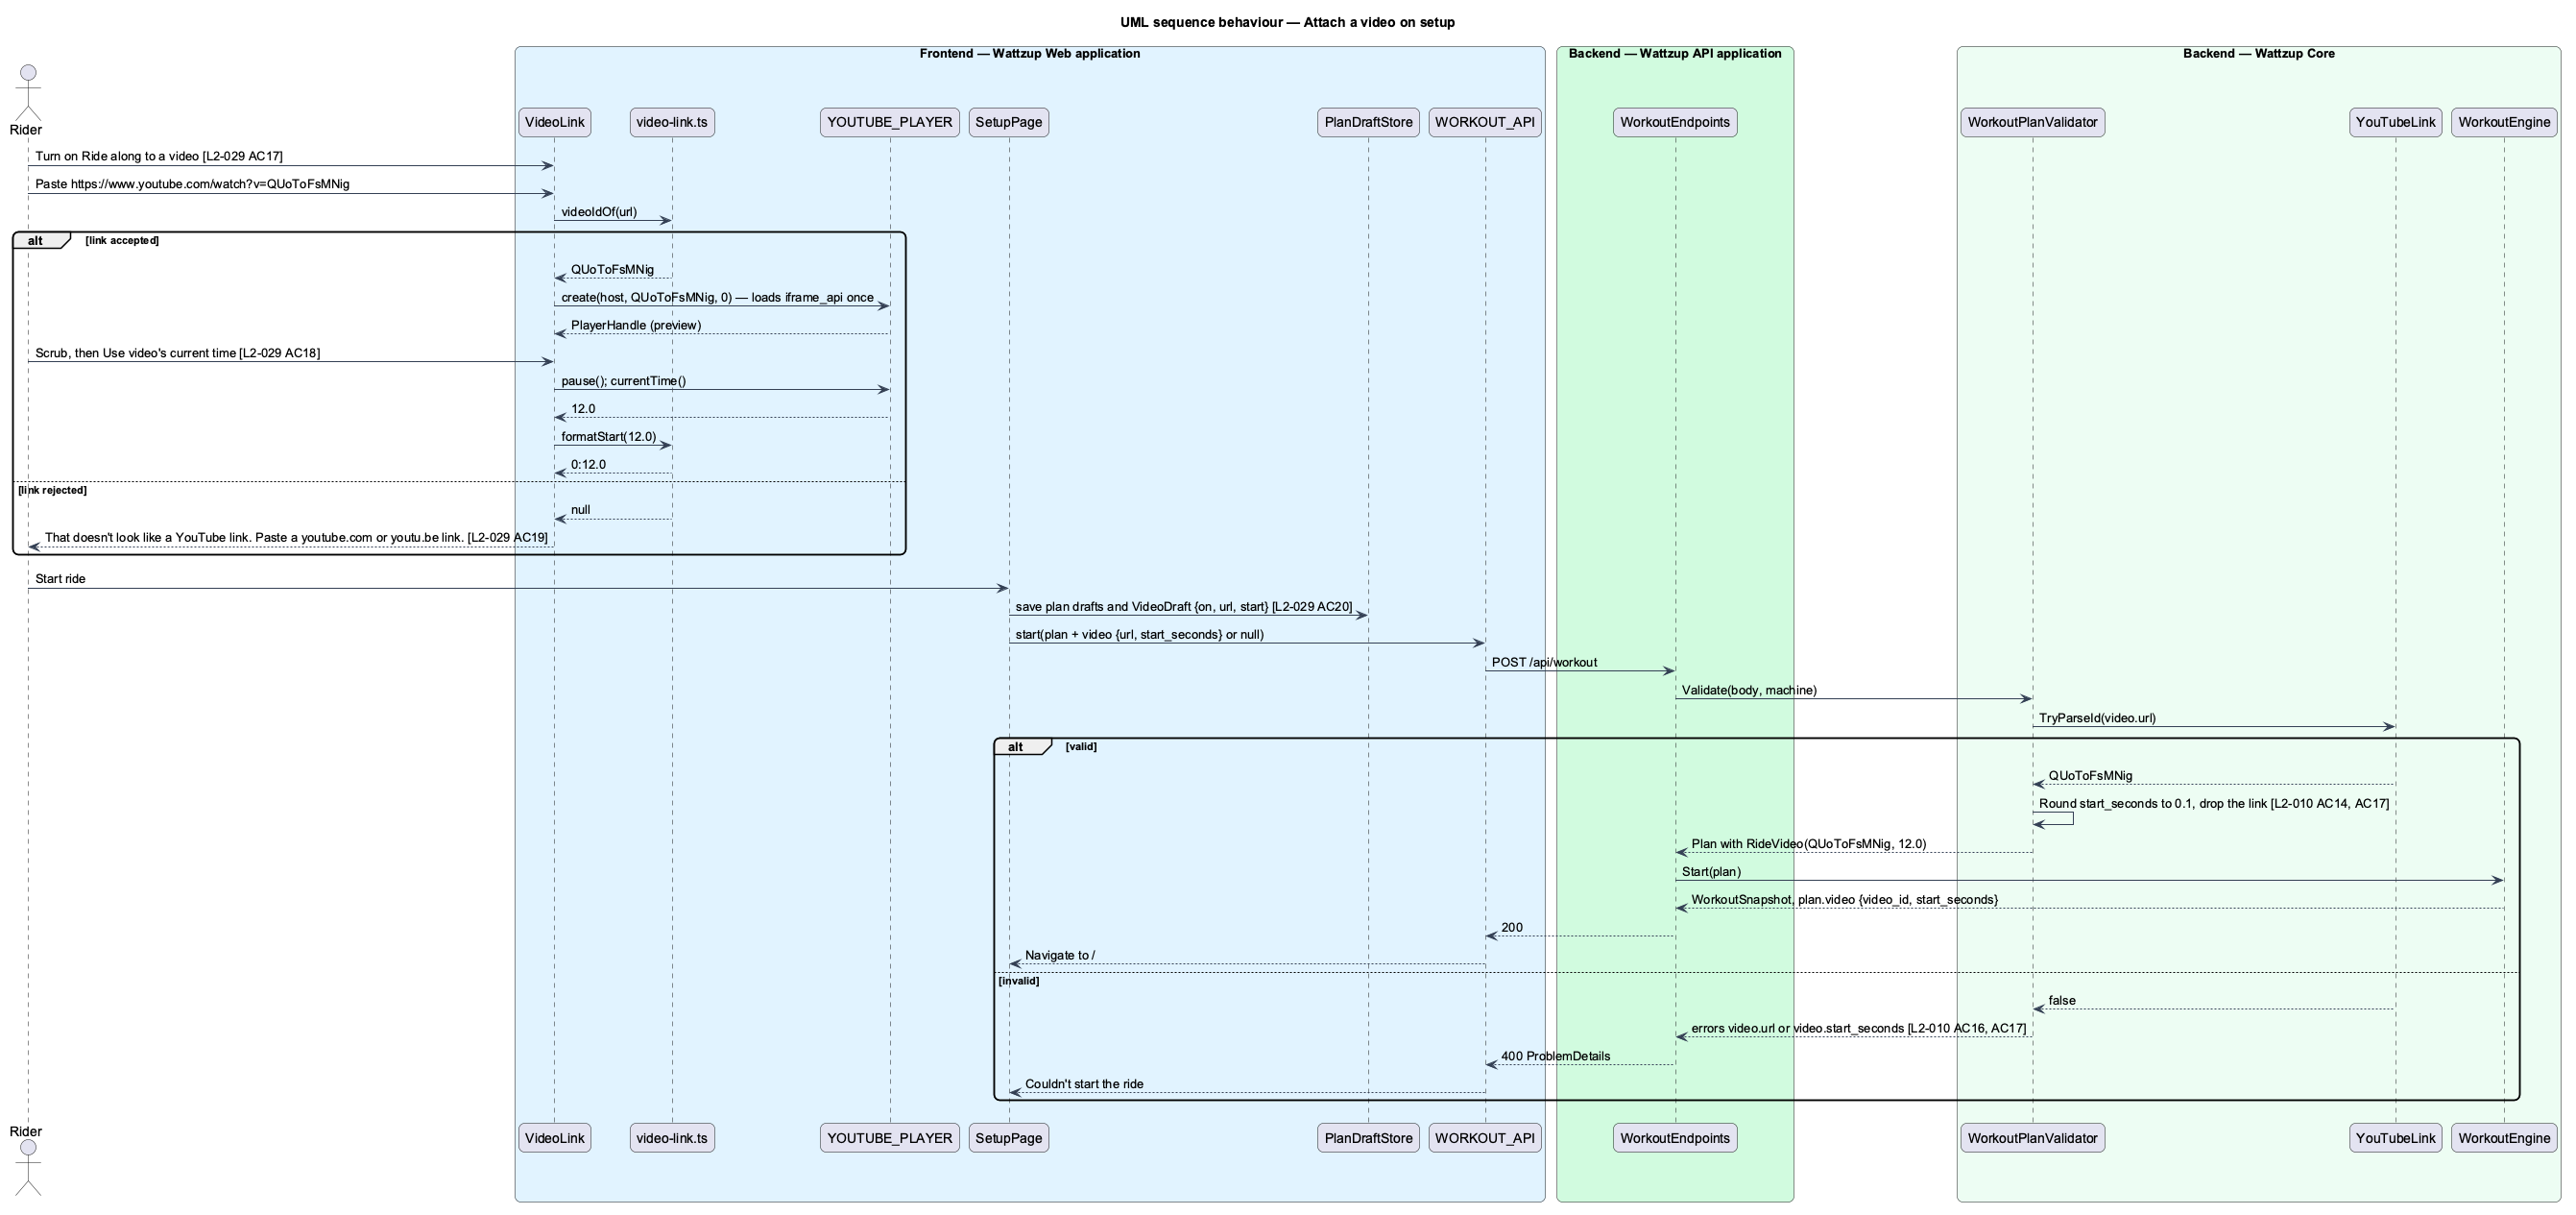 UML sequence behaviour — Attach a video on setup
Frontend — Wattzup Web application
Backend — Wattzup API application
Backend — Wattzup Core
Rider
VideoLink
video-link.ts
YOUTUBE_PLAYER
SetupPage
PlanDraftStore
WORKOUT_API
WorkoutEndpoints
WorkoutPlanValidator
YouTubeLink
WorkoutEngine
Turn on Ride along to a video [L2-029 AC17]
Paste https://www.youtube.com/watch?v=QUoToFsMNig
videoIdOf(url)
alt [link accepted]
QUoToFsMNig
create(host, QUoToFsMNig, 0) — loads iframe_api once
PlayerHandle (preview)
Scrub, then Use video's current time [L2-029 AC18]
pause(); currentTime()
12.0
formatStart(12.0)
0:12.0
[link rejected]
null
That doesn't look like a YouTube link. Paste a youtube.com or youtu.be link. [L2-029 AC19]
Start ride
save plan drafts and VideoDraft {on, url, start} [L2-029 AC20]
start(plan + video {url, start_seconds} or null)
POST /api/workout
Validate(body, machine)
TryParseId(video.url)
alt [valid]
QUoToFsMNig
Round start_seconds to 0.1, drop the link [L2-010 AC14, AC17]
Plan with RideVideo(QUoToFsMNig, 12.0)
Start(plan)
WorkoutSnapshot, plan.video {video_id, start_seconds}
200
Navigate to /
[invalid]
false
errors video.url or video.start_seconds [L2-010 AC16, AC17]
400 ProblemDetails
Couldn't start the ride
Rider
VideoLink
video-link.ts
YOUTUBE_PLAYER
SetupPage
PlanDraftStore
WORKOUT_API
WorkoutEndpoints
WorkoutPlanValidator
YouTubeLink
WorkoutEngine